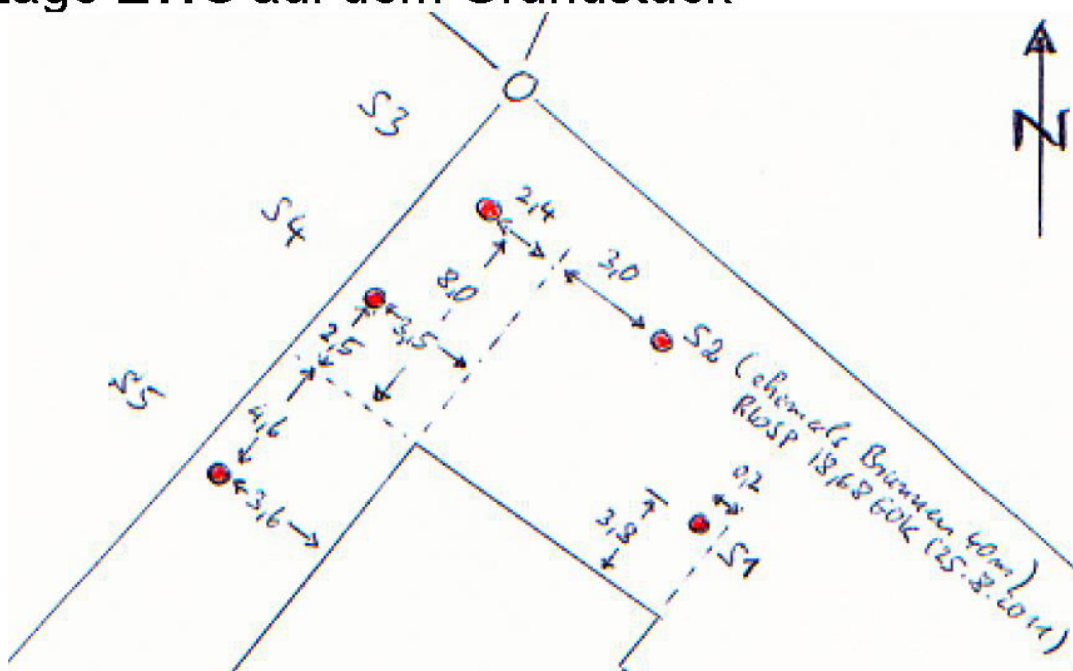 Lage EWS auf dem Grundstück
N
S3
S4
S5
2,4
3,0
8,0
3,5
2,5
4,6
3,6
S2 (ehemals Brunnen 40m)
RWSP 18,68 GOK (25.8.2011)
0,2
3,8
S1